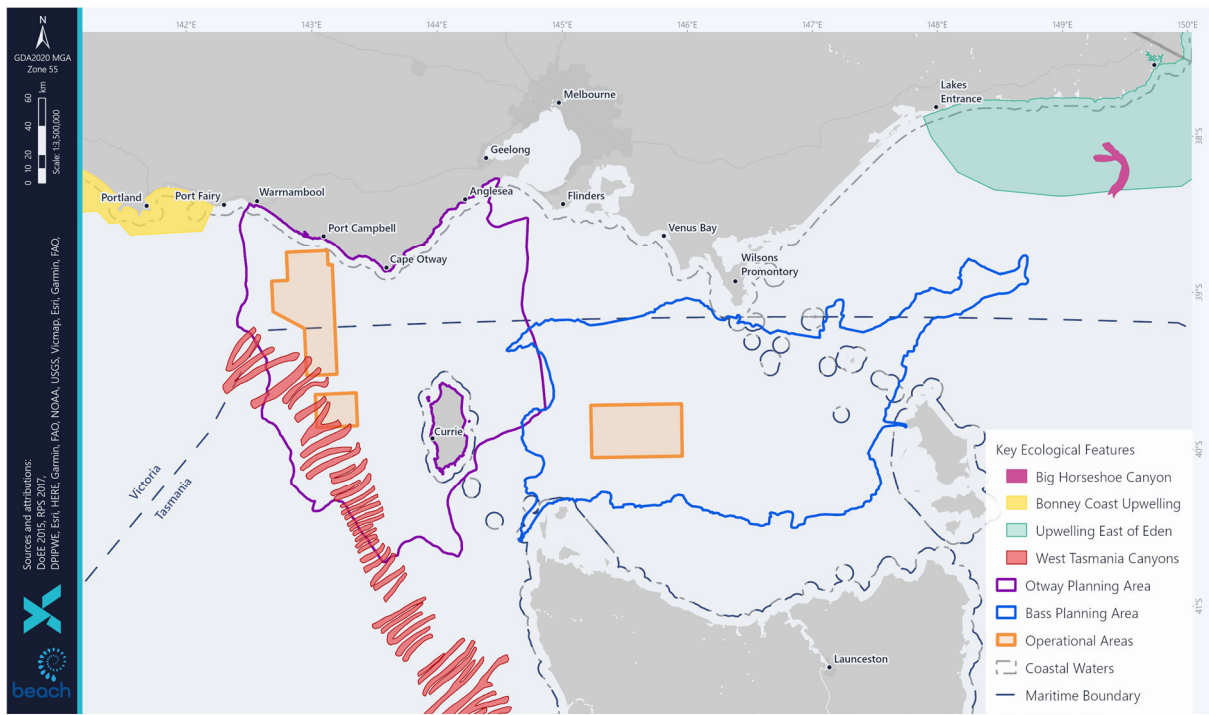 N
GDA2020 MGA
Zone 55
km
60
40
20
10
0
Scale: 1:3,500,000
Sources and attributions:
DoEE 2015, RPS 2017,
DPIPWE, Esri, HERE, Garmin, FAO, NOAA, USGS, Vicmap, Esri, Garmin, FAO,
beach
142°E
143°E
144°E
145°E
146°E
147°E
148°E
149°E
150°E
38°S
39°S
40°S
41°S
Melbourne
Geelong
Lakes
Entrance
Portland
Port Fairy
Warrnambool
Anglesea
Flinders
Port Campbell
Venus Bay
Cape Otway
Wilsons
Promontory
Currie
Victoria
Tasmania
Launceston
Key Ecological Features
Big Horseshoe Canyon
Bonney Coast Upwelling
Upwelling East of Eden
West Tasmania Canyons
Otway Planning Area
Bass Planning Area
Operational Areas
Coastal Waters
Maritime Boundary